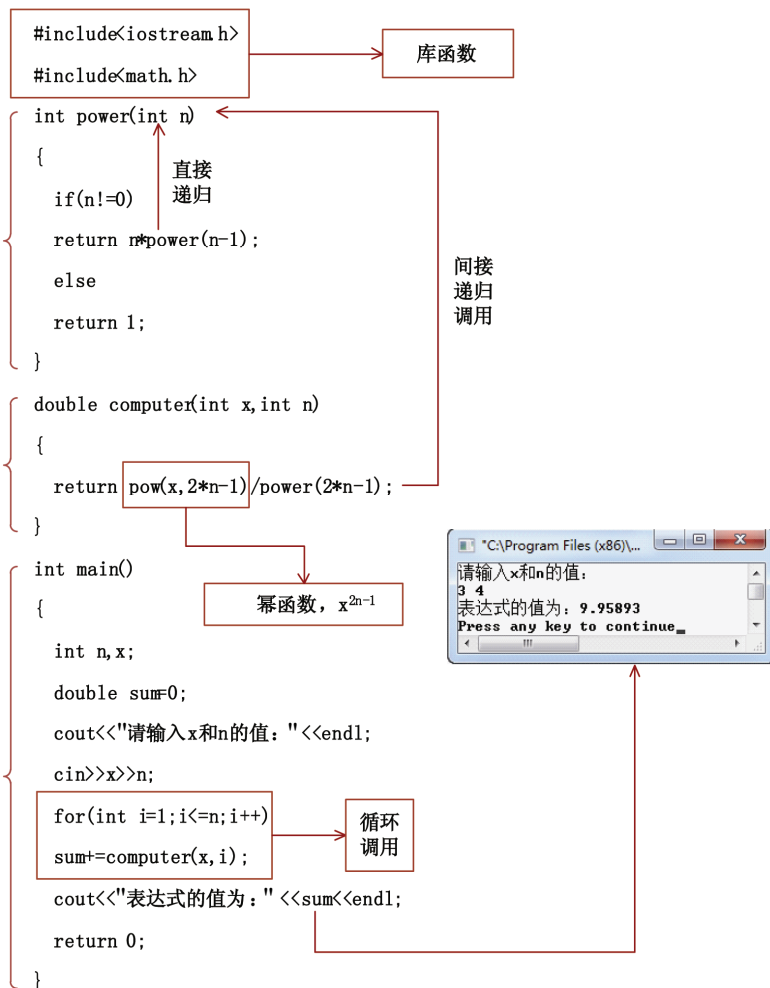 #include<iostream.h>
#include<math.h>
库函数
int power(int n)
{
直接
递归
if(n!=0)
return n*power(n-1);
else
return 1;
}
间接
递归
调用
double computer(int x,int n)
{
return pow(x,2*n-1)/power(2*n-1);
}
幂函数，x²ⁿ⁻¹
int main()
{
int n,x;
double sum=0;
cout<<"请输入x和n的值："<<endl;
cin>>x>>n;
for(int i=1;i<=n;i++)
sum+=computer(x,i);
循环
调用
cout<<"表达式的值为："<<sum<<endl;
return 0;
}
"C:\Program Files (x86)\...
请输入x和n的值：
3 4
表达式的值为：9.95893
Press any key to continue_